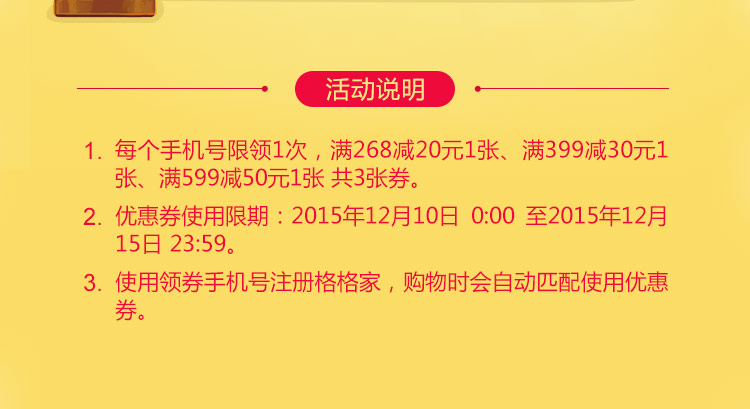 活动说明
1. 每个手机号限领1次，满268减20元1张、满399减30元1
张、满599减50元1张 共3张券。
2. 优惠券使用限期：2015年12月10日 0:00 至2015年12月
15日 23:59。
3. 使用领券手机号注册格格家，购物时会自动匹配使用优惠
券。